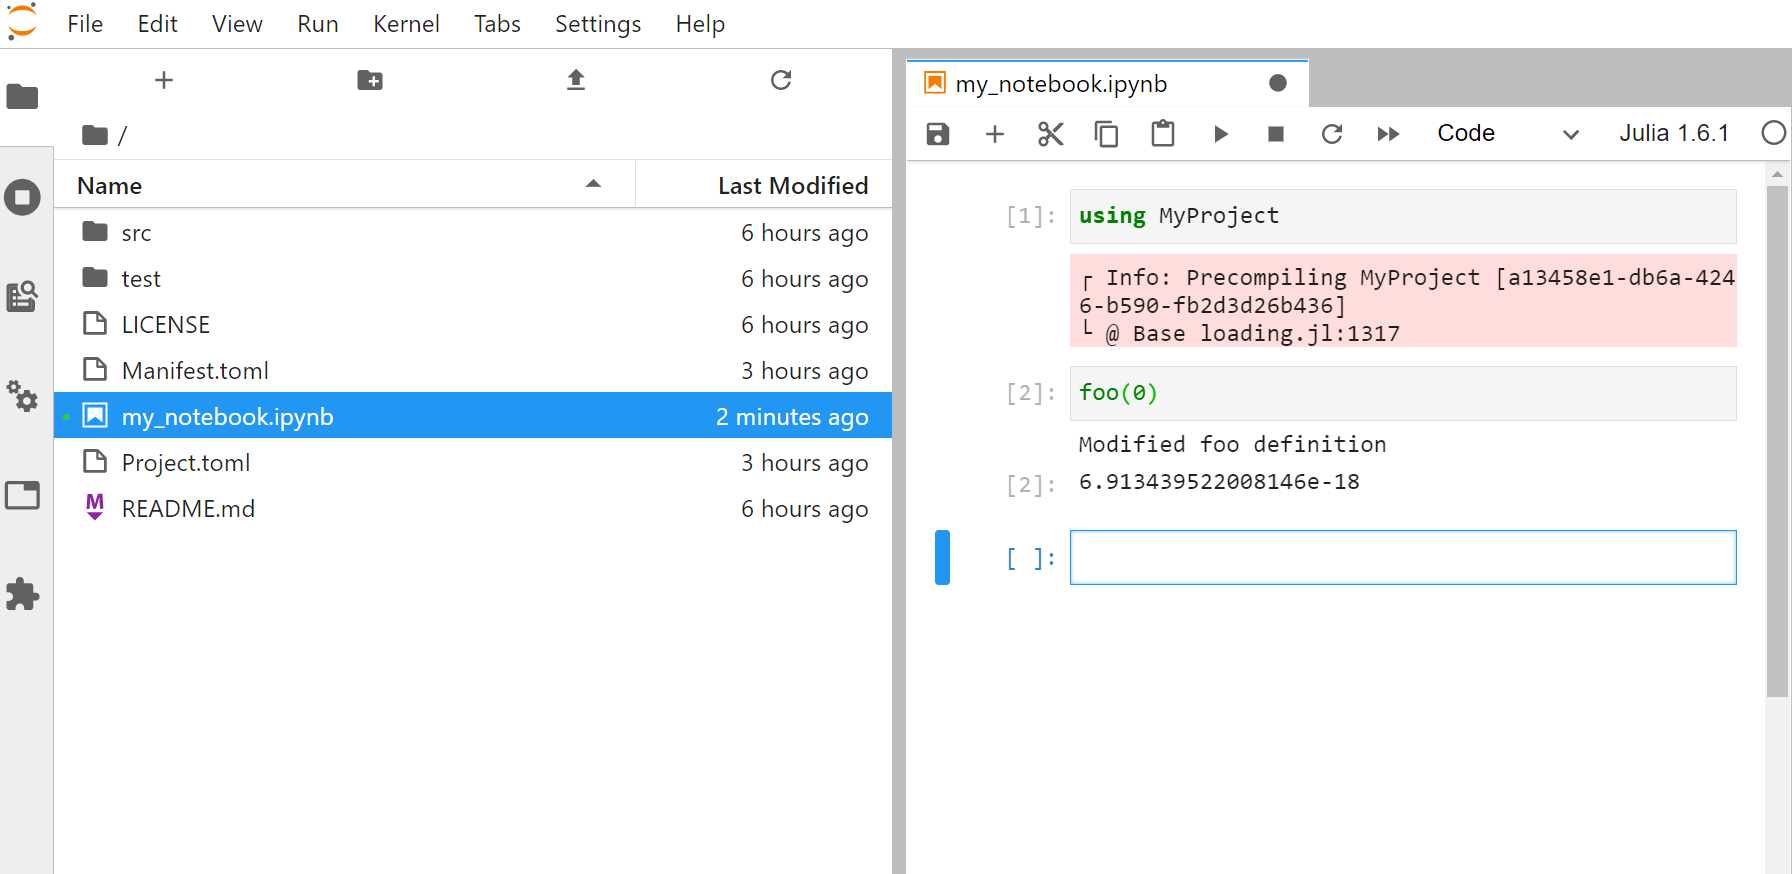 File Edit View Run Kernel Tabs Settings Help
/
Name Last Modified
src 6 hours ago
test 6 hours ago
LICENSE 6 hours ago
Manifest.toml 3 hours ago
my_notebook.ipynb 2 minutes ago
Project.toml 3 hours ago
README.md 6 hours ago
my_notebook.ipynb
Code Julia 1.6.1
[1]: using MyProject
┌ Info: Precompiling MyProject [a13458e1-db6a-424
6-b590-fb2d3d26b436]
└ @ Base loading.jl:1317
[2]: foo(0)
Modified foo definition
[2]: 6.913439522008146e-18
[ ]: